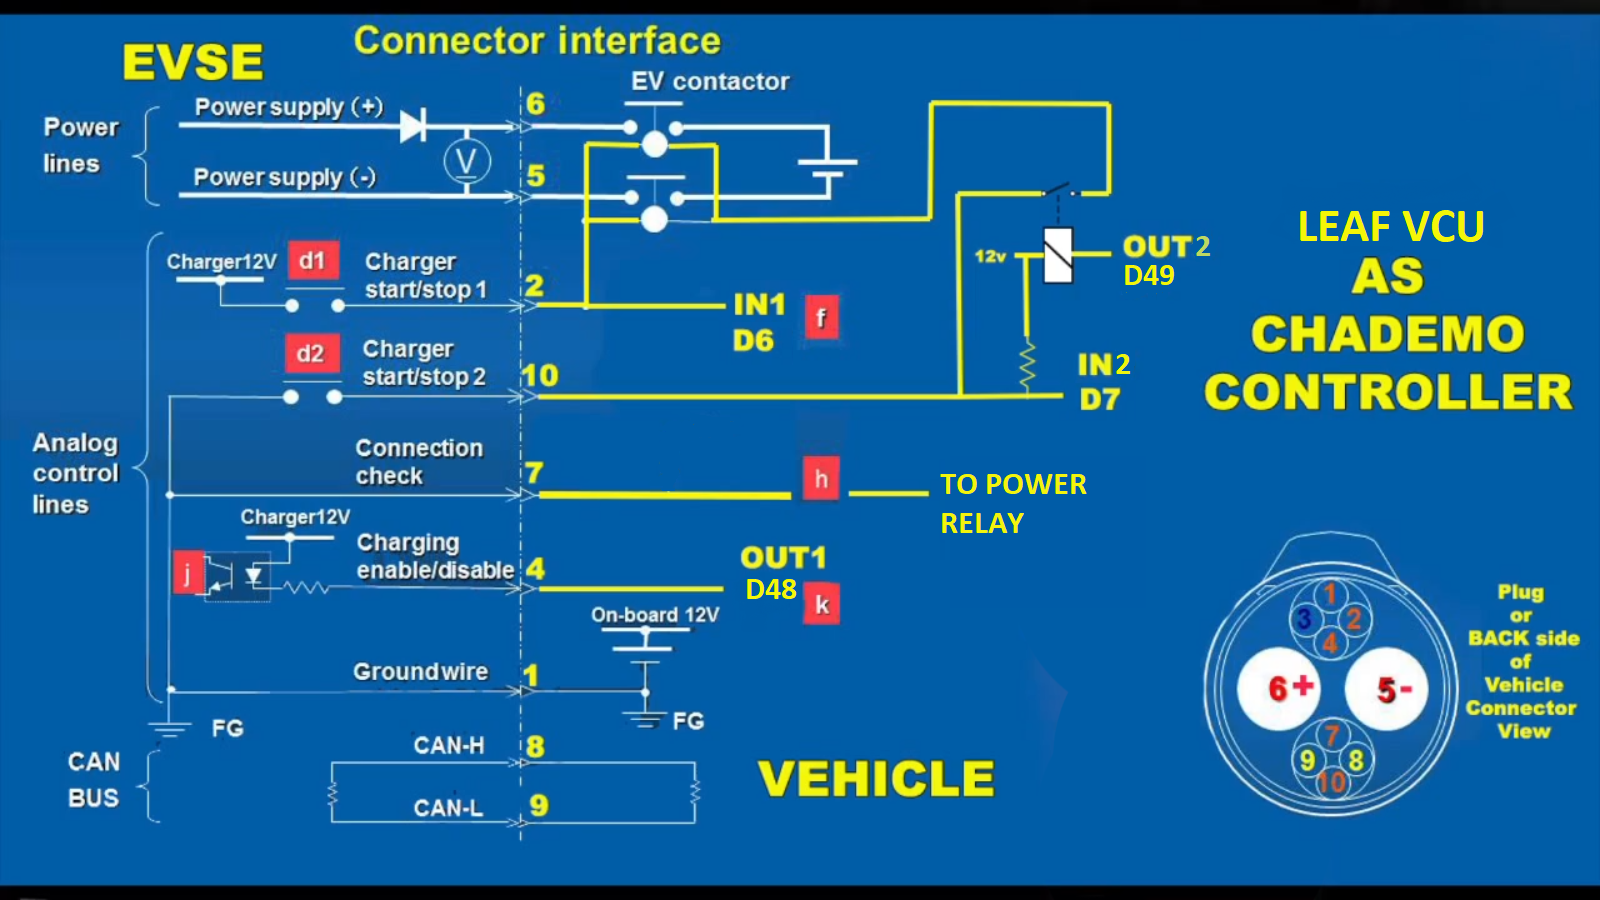 EVSE
Connector interface
EV contactor
Power
lines
Power supply (+)
6
V
Power supply (-)
5
Charger12V
d1
Charger
start/stop 1
2
IN1
D6
f
12v
OUT2
D49
LEAF VCU
AS
CHADEMO
CONTROLLER
d2
Charger
start/stop 2
10
IN2
D7
Analog
control
lines
Connection
check
7
h
TO POWER
RELAY
Charger12V
j
Charging
enable/disable
4
OUT1
D48
k
On-board 12V
Ground wire
1
FG
FG
CAN
BUS
CAN-H
8
CAN-L
9
VEHICLE
1
3
2
4
6+
5-
7
9
8
10
Plug
or
BACK side
of
Vehicle
Connector
View